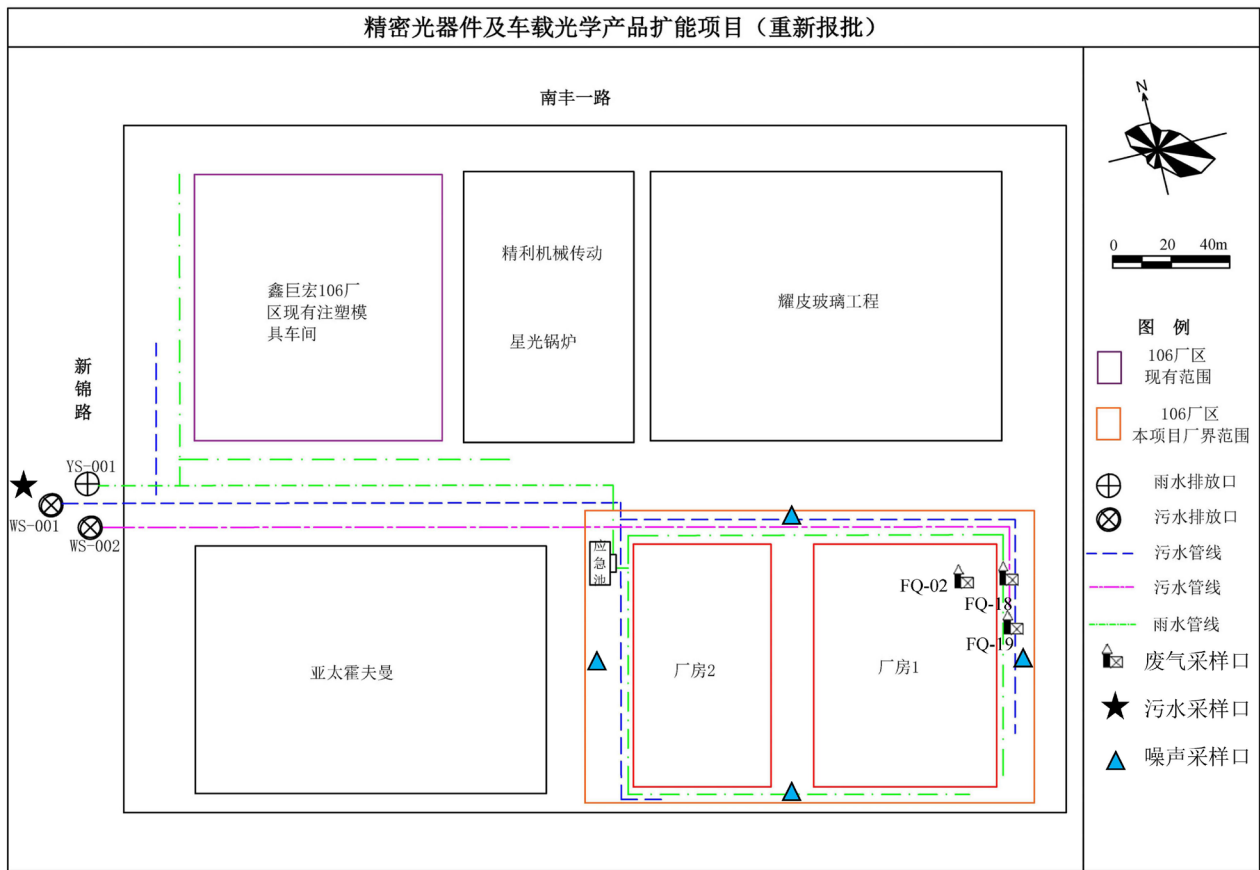 精密光器件及车载光学产品扩能项目（重新报批）
南丰一路
N
0 20 40m
精利机械传动
星光锅炉
鑫巨宏106厂
区现有注塑模
具车间
耀皮玻璃工程
新锦路
图 例
106厂区
现有范围
106厂区
本项目厂界范围
YS-001
WS-001
WS-002
雨水排放口
污水排放口
污水管线
污水管线
雨水管线
废气采样口
污水采样口
噪声采样口
应急池
FQ-02
FQ-18
FQ-19
亚太霍夫曼
厂房2
厂房1